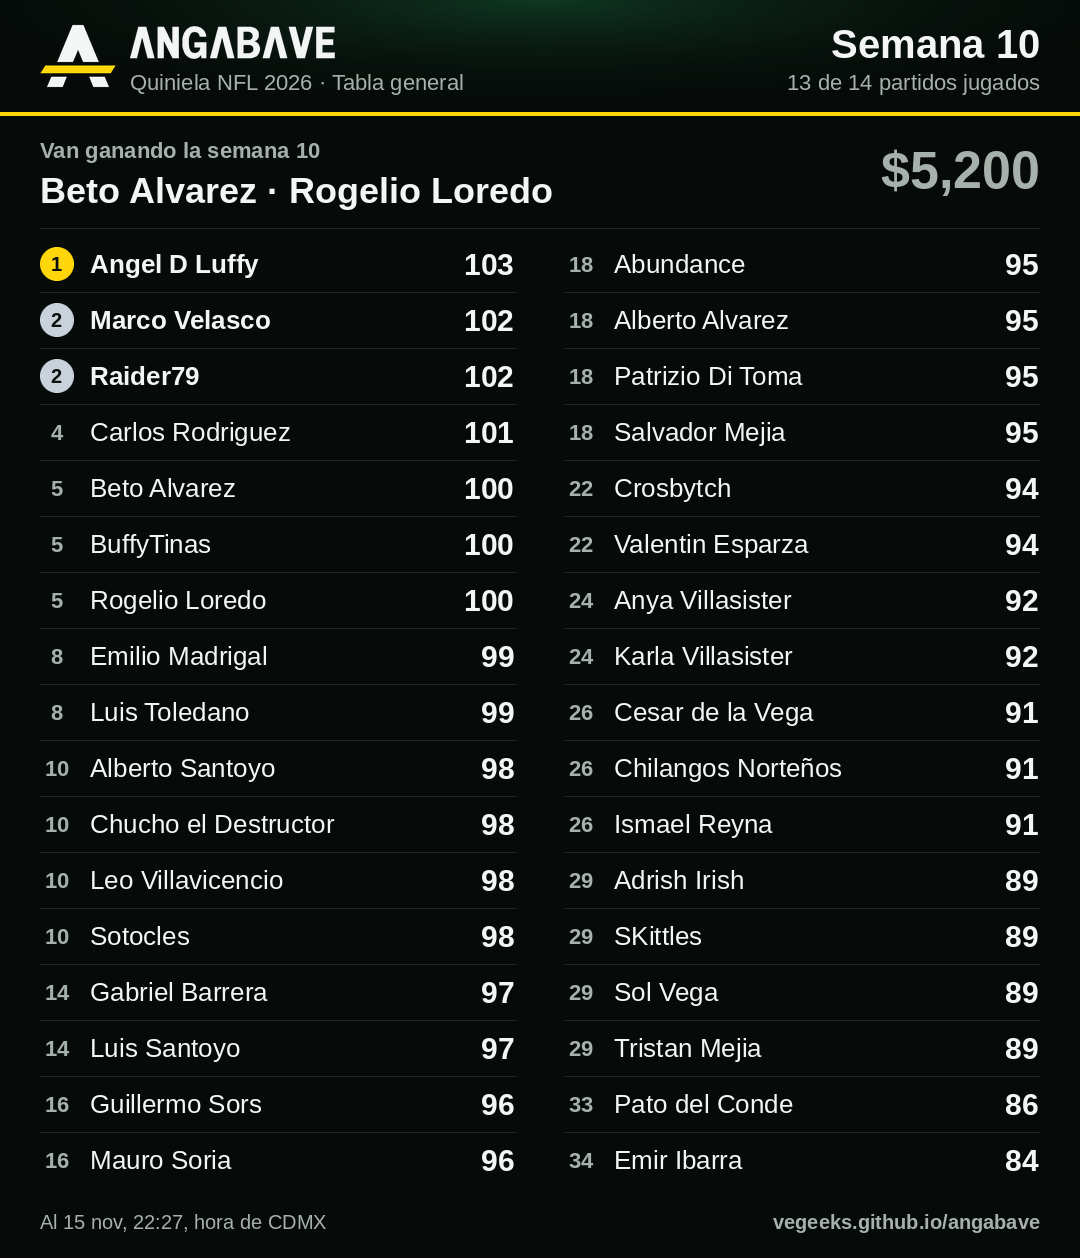 ANGABAVE
Quiniela NFL 2026 · Tabla general
Semana 10
13 de 14 partidos jugados
Van ganando la semana 10
Beto Alvarez · Rogelio Loredo
$5,200
1 Angel D Luffy 103
2 Marco Velasco 102
2 Raider79 102
4 Carlos Rodriguez 101
5 Beto Alvarez 100
5 BuffyTinas 100
5 Rogelio Loredo 100
8 Emilio Madrigal 99
8 Luis Toledano 99
10 Alberto Santoyo 98
10 Chucho el Destructor 98
10 Leo Villavicencio 98
10 Sotocles 98
14 Gabriel Barrera 97
14 Luis Santoyo 97
16 Guillermo Sors 96
16 Mauro Soria 96
18 Abundance 95
18 Alberto Alvarez 95
18 Patrizio Di Toma 95
18 Salvador Mejia 95
22 Crosbytch 94
22 Valentin Esparza 94
24 Anya Villasister 92
24 Karla Villasister 92
26 Cesar de la Vega 91
26 Chilangos Norteños 91
26 Ismael Reyna 91
29 Adrish Irish 89
29 SKittles 89
29 Sol Vega 89
29 Tristan Mejia 89
33 Pato del Conde 86
34 Emir Ibarra 84
Al 15 nov, 22:27, hora de CDMX
vegeeks.github.io/angabave